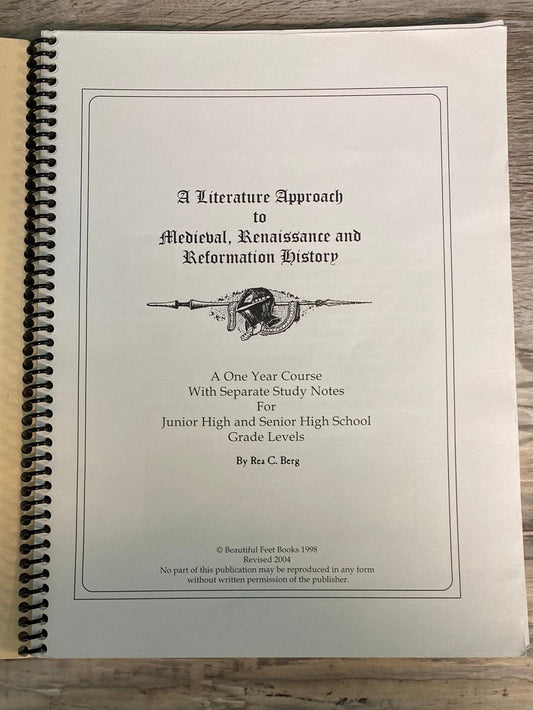 A Literature Approach
to
Medieval, Renaissance and
Reformation History
A One Year Course
With Separate Study Notes
For
Junior High and Senior High School
Grade Levels
By Rea C. Berg
© Beautiful Feet Books 1998
Revised 2004
No part of this publication may be reproduced in any form
without written permission of the publisher.